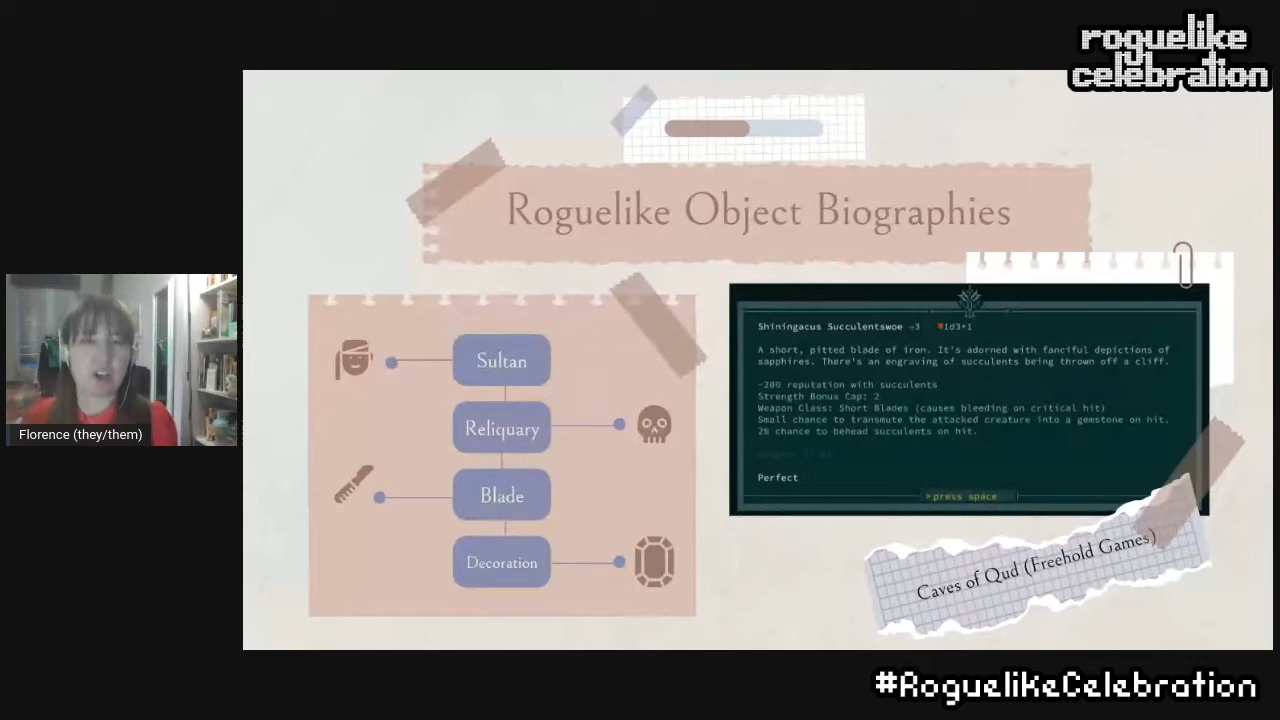 roguelike
celebration
Roguelike Object Biographies
Sultan
Reliquary
Blade
Decoration
Shiningacus Succulentswoe →3 ♥1d3+1
A short, pitted blade of iron. It's adorned with fanciful depictions of
sapphires. There's an engraving of succulents being thrown off a cliff.
-200 reputation with succulents
Strength Bonus Cap: 2
Weapon Class: Short Blades (causes bleeding on critical hit)
Small chance to transmute the attacked creature into a gemstone on hit.
2% chance to behead succulents on hit.
Perfect
>press space
Caves of Qud (Freehold Games)
Florence (they/them)
#RoguelikeCelebration